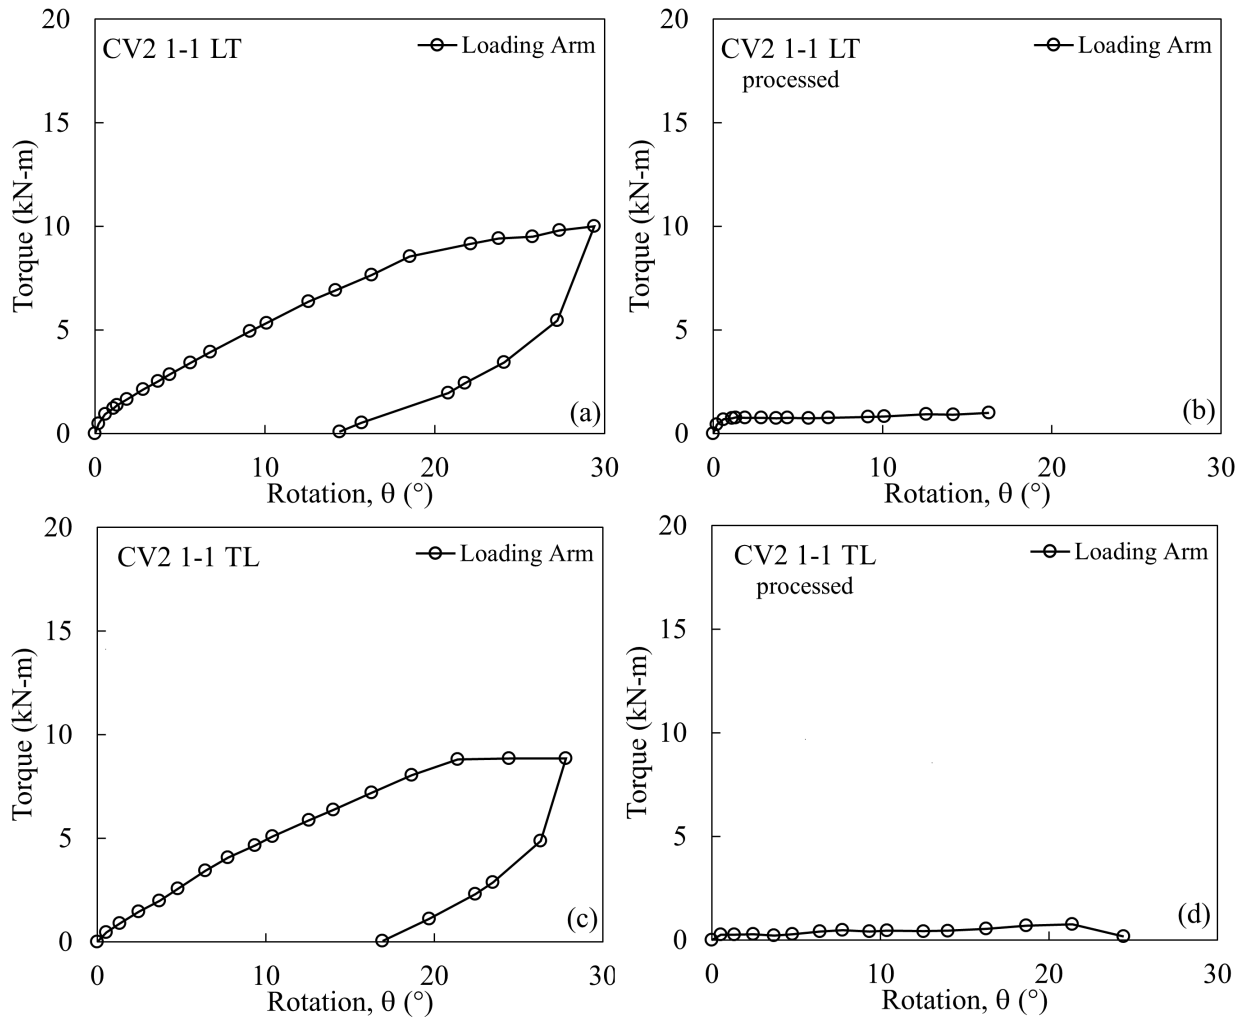 20
CV2 1-1 LT
Loading Arm
15
10
5
0
Torque (kN-m)
(a)
0 10 20 30
Rotation, θ (°)
20
CV2 1-1 LT
processed
Loading Arm
15
10
5
0
Torque (kN-m)
(b)
0 10 20 30
Rotation, θ (°)
20
CV2 1-1 TL
Loading Arm
15
10
5
0
Torque (kN-m)
(c)
0 10 20 30
Rotation, θ (°)
20
CV2 1-1 TL
processed
Loading Arm
15
10
5
0
Torque (kN-m)
(d)
0 10 20 30
Rotation, θ (°)